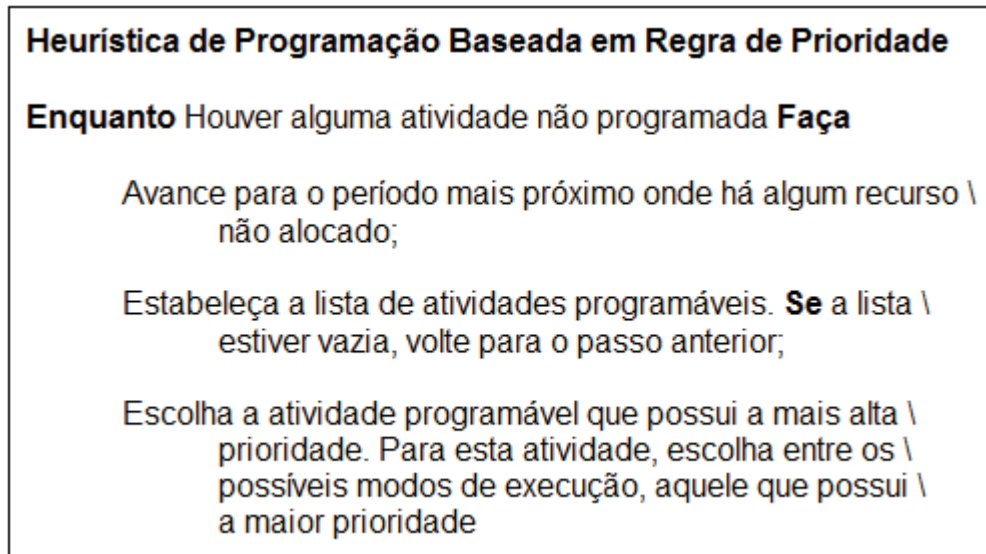 Heurística de Programação Baseada em Regra de Prioridade
Enquanto Houver alguma atividade não programada Faça
Avance para o período mais próximo onde há algum recurso \
não alocado;
Estabeleça a lista de atividades programáveis. Se a lista \
estiver vazia, volte para o passo anterior;
Escolha a atividade programável que possui a mais alta \
prioridade. Para esta atividade, escolha entre os \
possíveis modos de execução, aquele que possui \
a maior prioridade